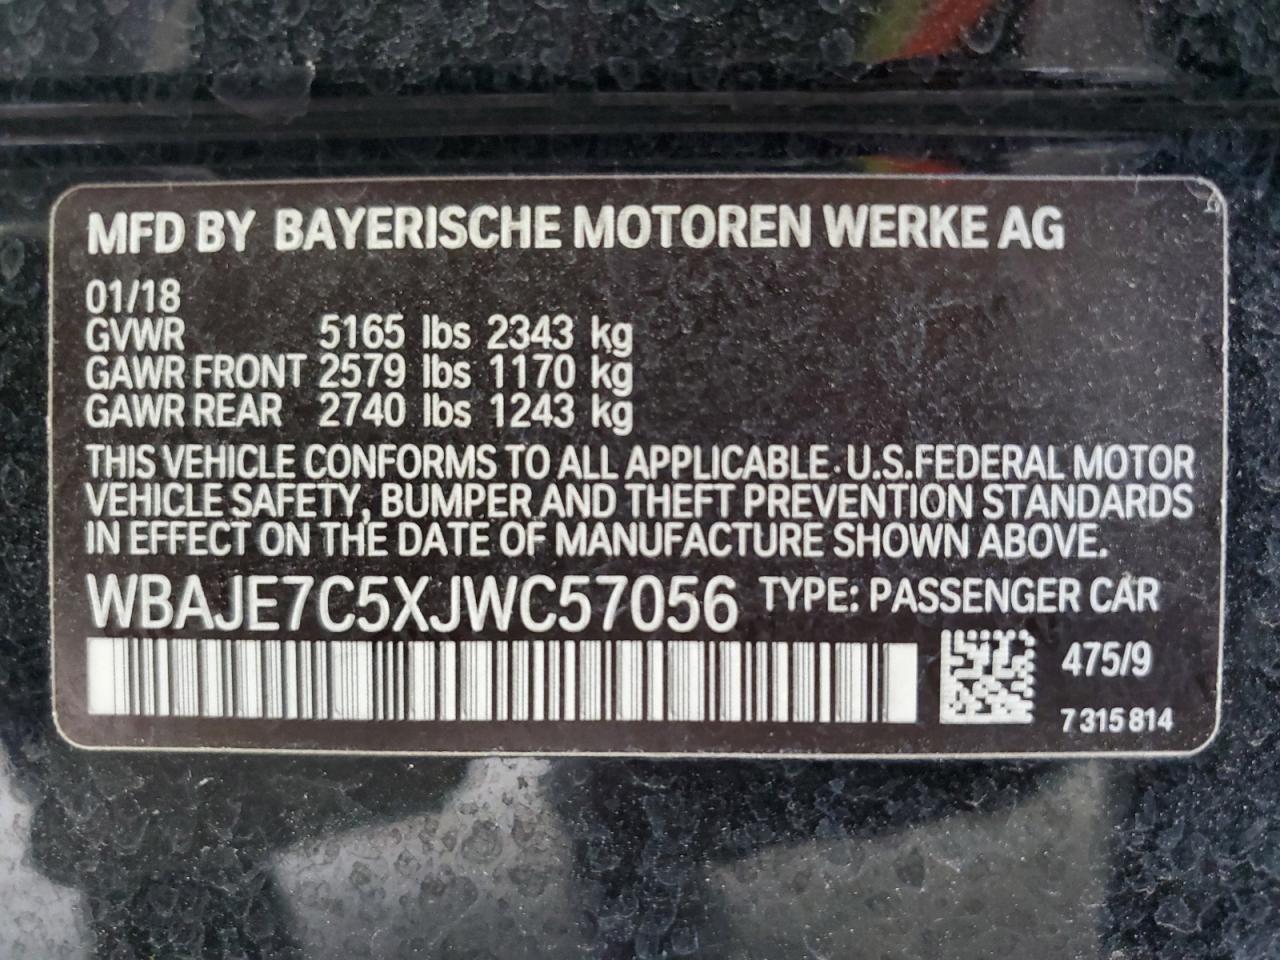 MFD BY BAYERISCHE MOTOREN WERKE AG
01/18
GVWR 5165 lbs 2343 kg
GAWR FRONT 2579 lbs 1170 kg
GAWR REAR 2740 lbs 1243 kg
THIS VEHICLE CONFORMS TO ALL APPLICABLE U.S.FEDERAL MOTOR
VEHICLE SAFETY, BUMPER,AND THEFT PREVENTION STANDARDS
IN EFFECT ON THE DATE OF MANUFACTURE SHOWN ABOVE.
WBAJE7C5XJWC57056 TYPE: PASSENGER CAR
475/9
7 315 814